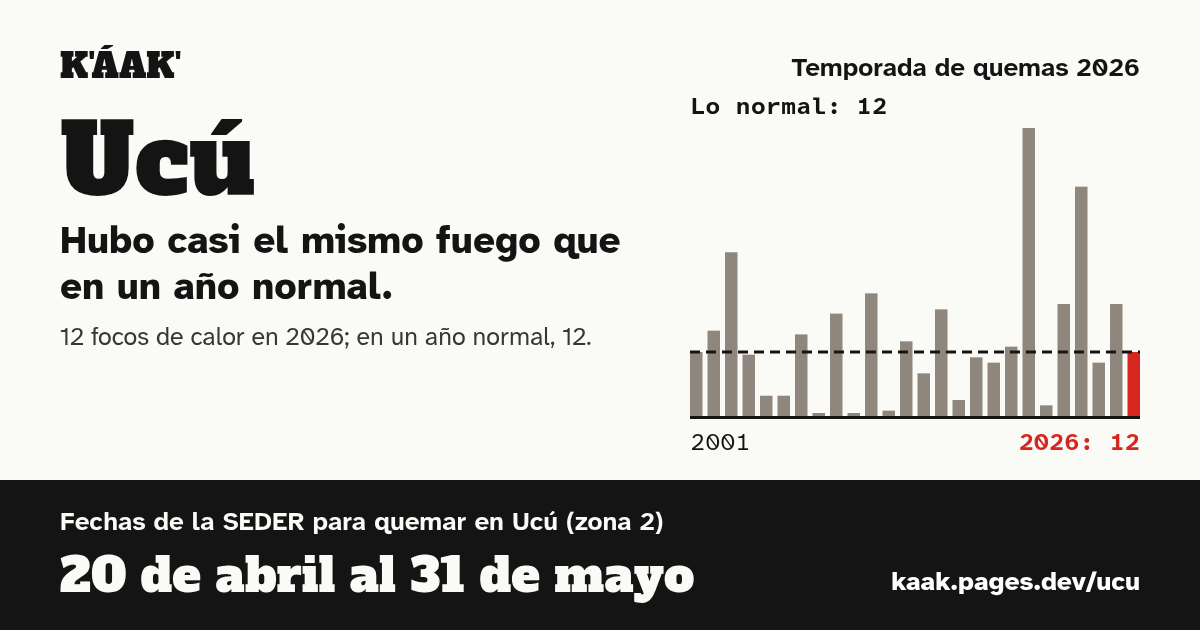 K'ÁAK'
Ucú
Hubo casi el mismo fuego que
en un año normal.
12 focos de calor en 2026; en un año normal, 12.
Temporada de quemas 2026
Lo normal: 12
2001
2026: 12
Fechas de la SEDER para quemar en Ucú (zona 2)
20 de abril al 31 de mayo
kaak.pages.dev/ucu